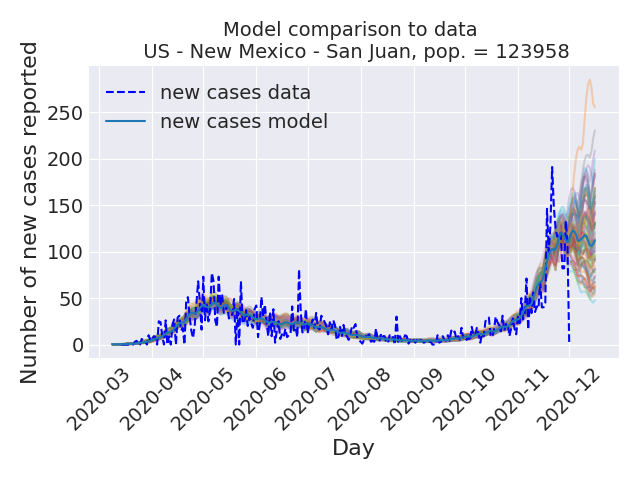 Model comparison to data
US - New Mexico - San Juan, pop. = 123958
Number of new cases reported
250
200
150
100
50
0
new cases data
new cases model
2020-03
2020-04
2020-05
2020-06
2020-07
2020-08
2020-09
2020-10
2020-11
2020-12
Day